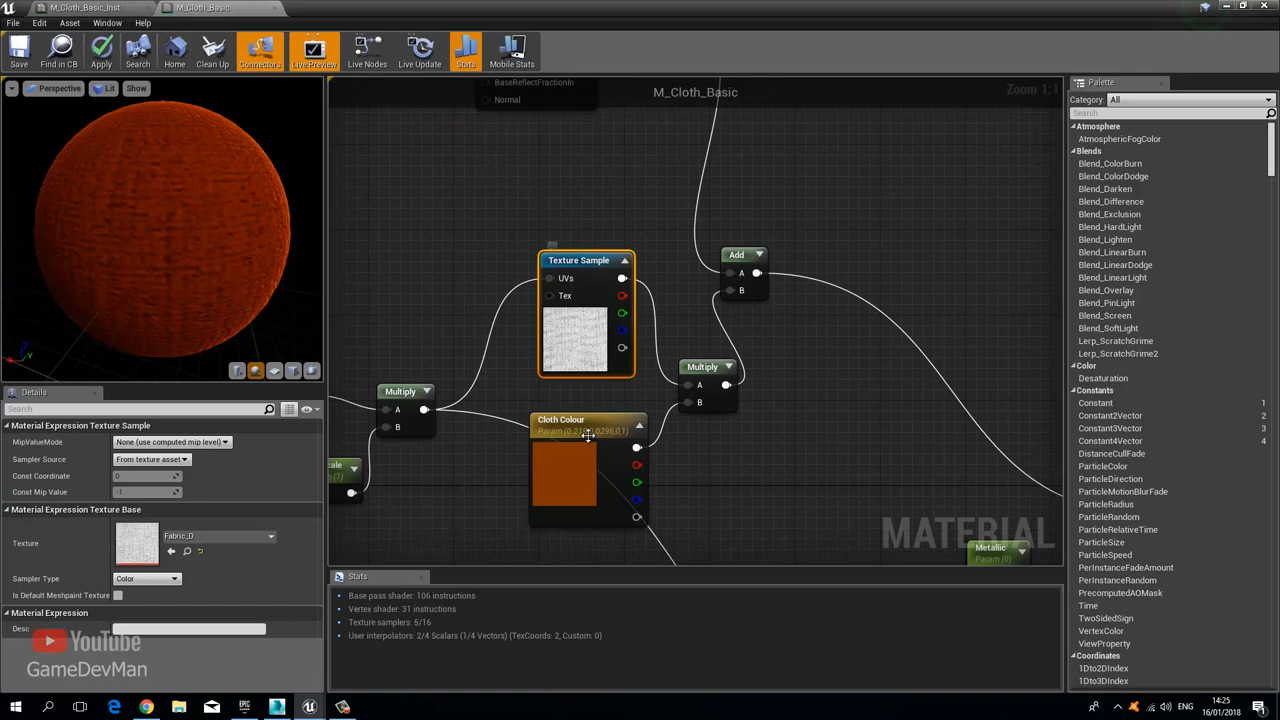 M_Cloth_Basic_Inst
M_Cloth_Basic
File Edit Asset Window Help
Save
Find in CB
Apply
Search
Home
Clean Up
Connectors
Live Preview
Live Nodes
Live Update
Stats
Mobile Stats
Perspective
Lit
Show
BaseReflectFractionIn
Normal
M_Cloth_Basic
Zoom 1:1
Texture Sample
UVs
Tex
Add
A
B
Multiply
A
B
Multiply
A
B
Cloth Colour
Metallic
Param (0)
MATERIAL
Details
Search
Material Expression Texture Sample
MipValueMode None (use computed mip level)
Sampler Source From texture asset
Const Coordinate 0
Const Mip Value -1
Material Expression Texture Base
Texture
Fabric_D
Sampler Type Color
Is Default Meshpaint Texture
Material Expression
Desc
YouTube
GameDevMan
Stats
Base pass shader: 106 instructions
Vertex shader: 31 instructions
Texture samplers: 5/16
User interpolators: 2/4 Scalars (1/4 Vectors) (TexCoords: 2, Custom: 0)
Palette
Category: All
Search
Atmosphere
AtmosphericFogColor
Blends
Blend_ColorBurn
Blend_ColorDodge
Blend_Darken
Blend_Difference
Blend_Exclusion
Blend_HardLight
Blend_Lighten
Blend_LinearBurn
Blend_LinearDodge
Blend_LinearLight
Blend_Overlay
Blend_PinLight
Blend_Screen
Blend_SoftLight
Lerp_ScratchGrime
Lerp_ScratchGrime2
Color
Desaturation
Constants
Constant 1
Constant2Vector 2
Constant3Vector 3
Constant4Vector 4
DistanceCullFade
ParticleColor
ParticleDirection
ParticleMotionBlurFade
ParticleRadius
ParticleRandom
ParticleRelativeTime
ParticleSize
ParticleSpeed
PerInstanceFadeAmount
PerInstanceRandom
PrecomputedAOMask
Time
TwoSidedSign
VertexColor
ViewProperty
Coordinates
1Dto2DIndex
1Dto3DIndex
ENG
14:25
16/01/2018